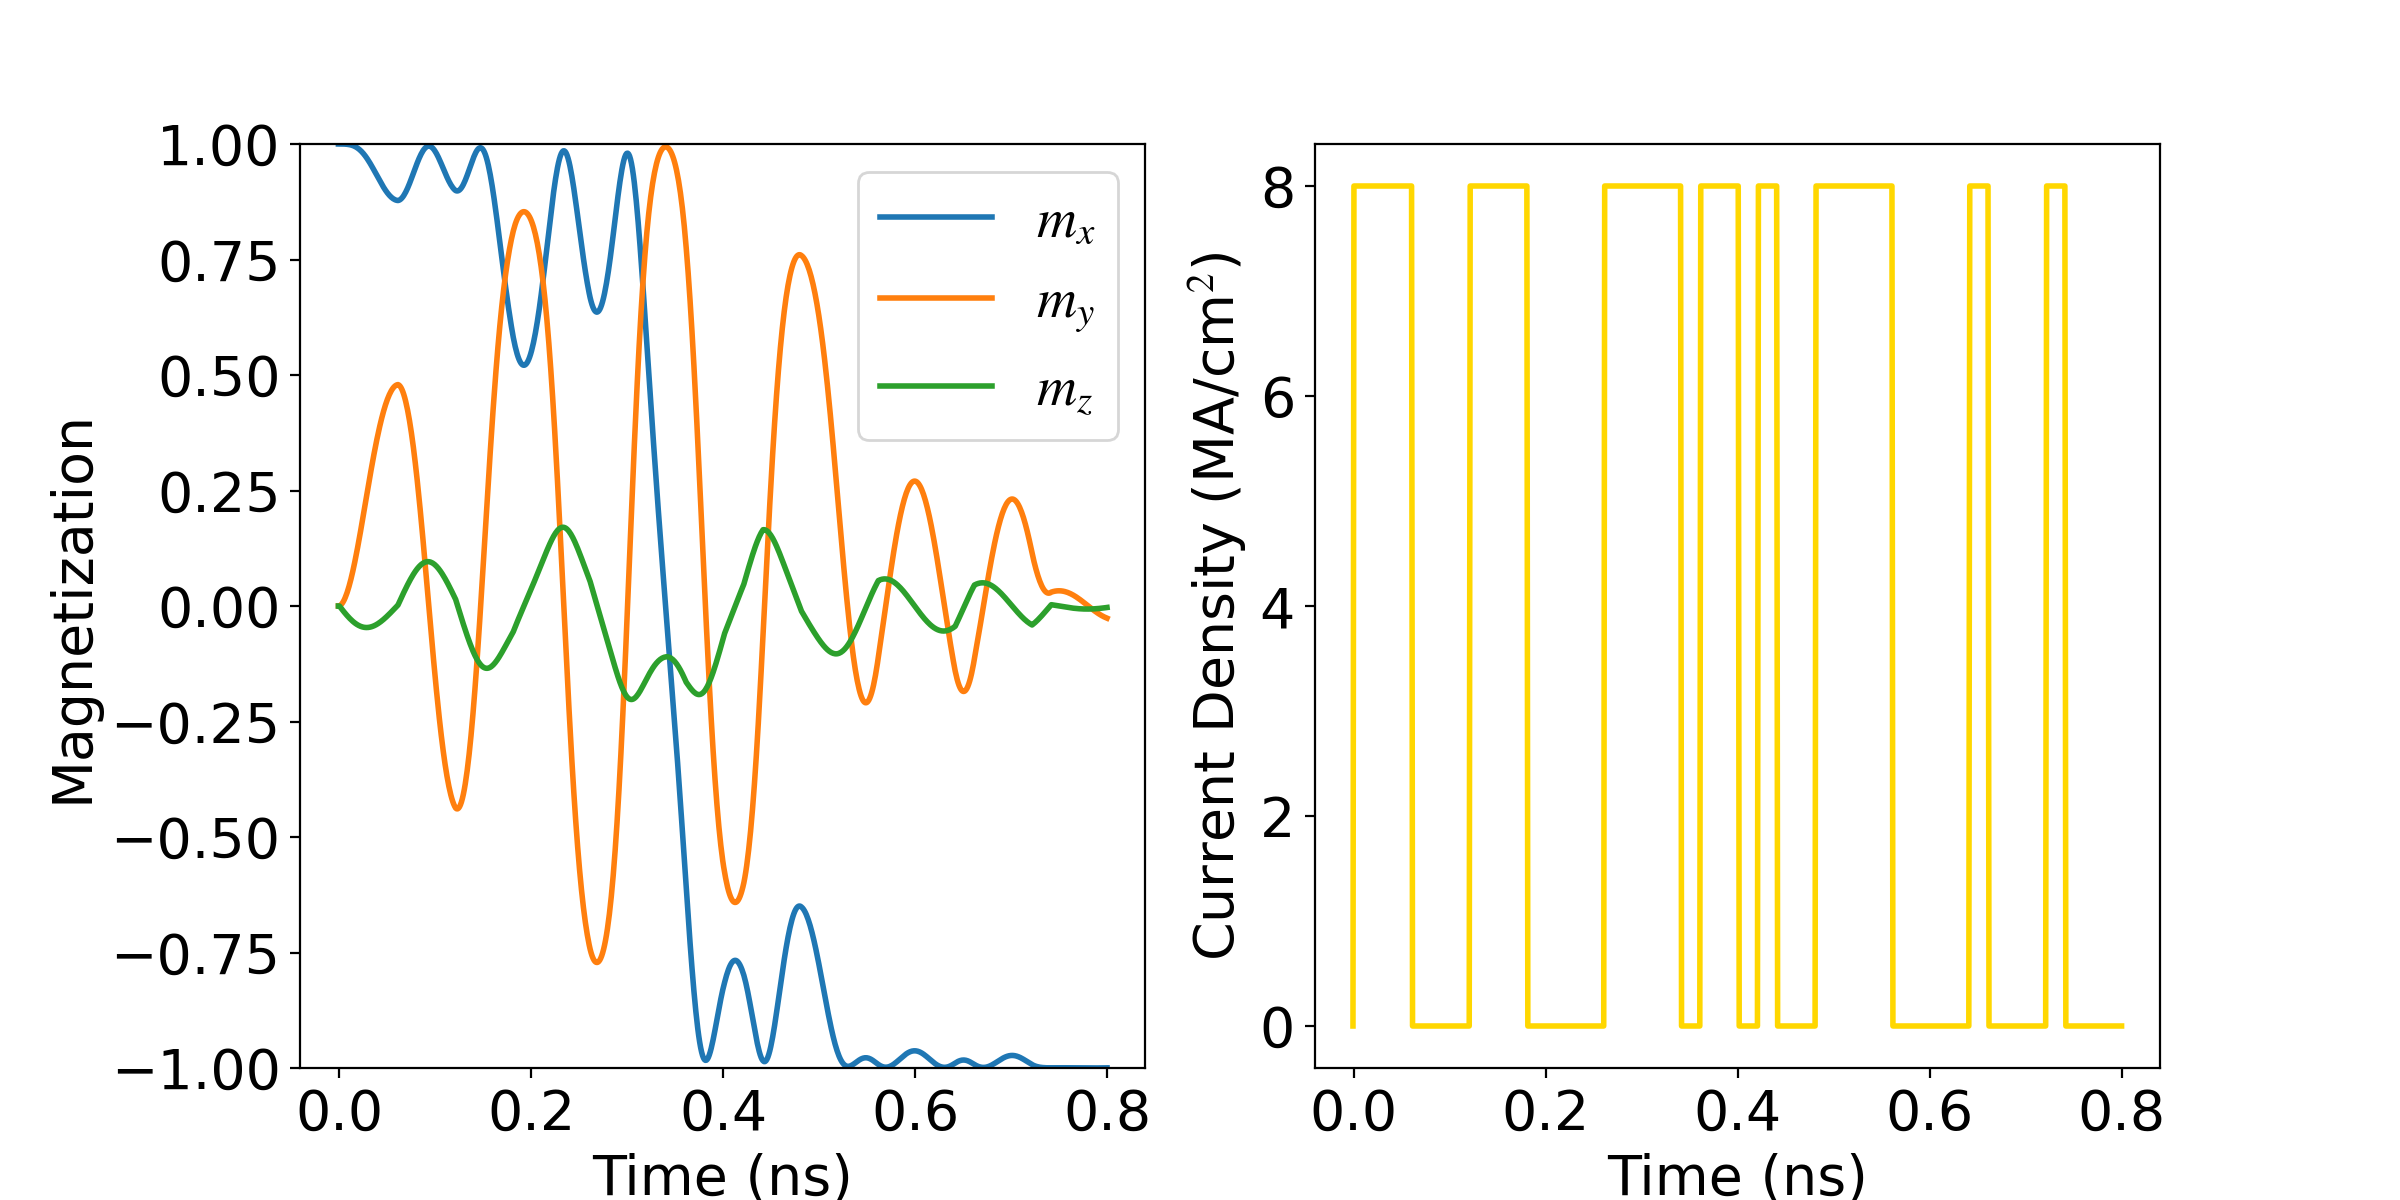 Magnetization
1.00
0.75
0.50
0.25
0.00
−0.25
−0.50
−0.75
−1.00
0.0 0.2 0.4 0.6 0.8
Time (ns)
m_x
m_y
m_z
Current Density (MA/cm²)
8
6
4
2
0
0.0 0.2 0.4 0.6 0.8
Time (ns)